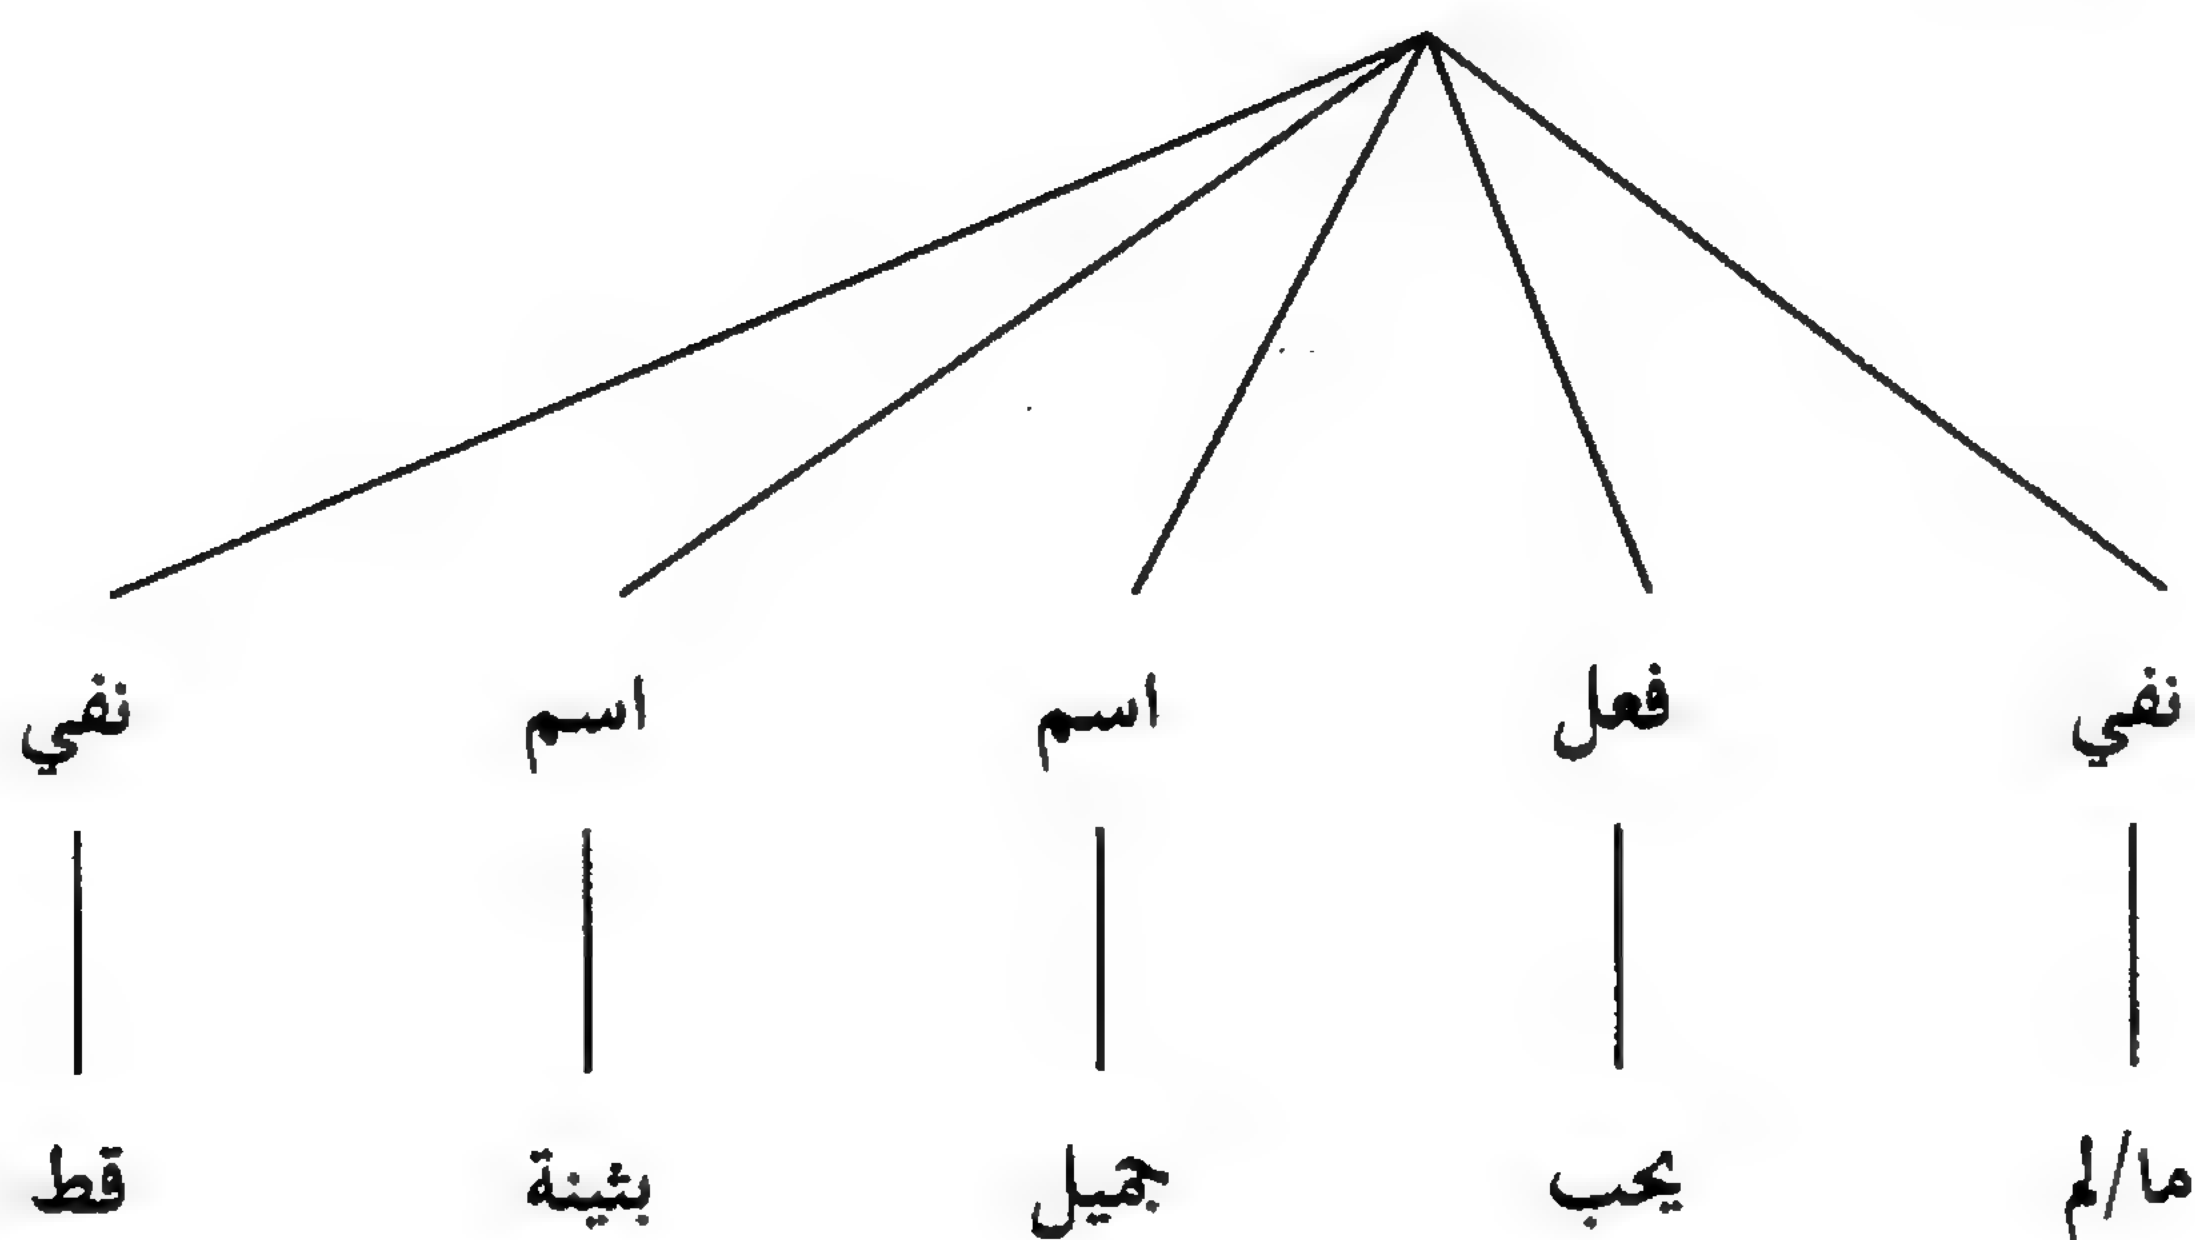 نفي فعل اسم اسم نفي
ما/لم يحب جميل بثينة قط